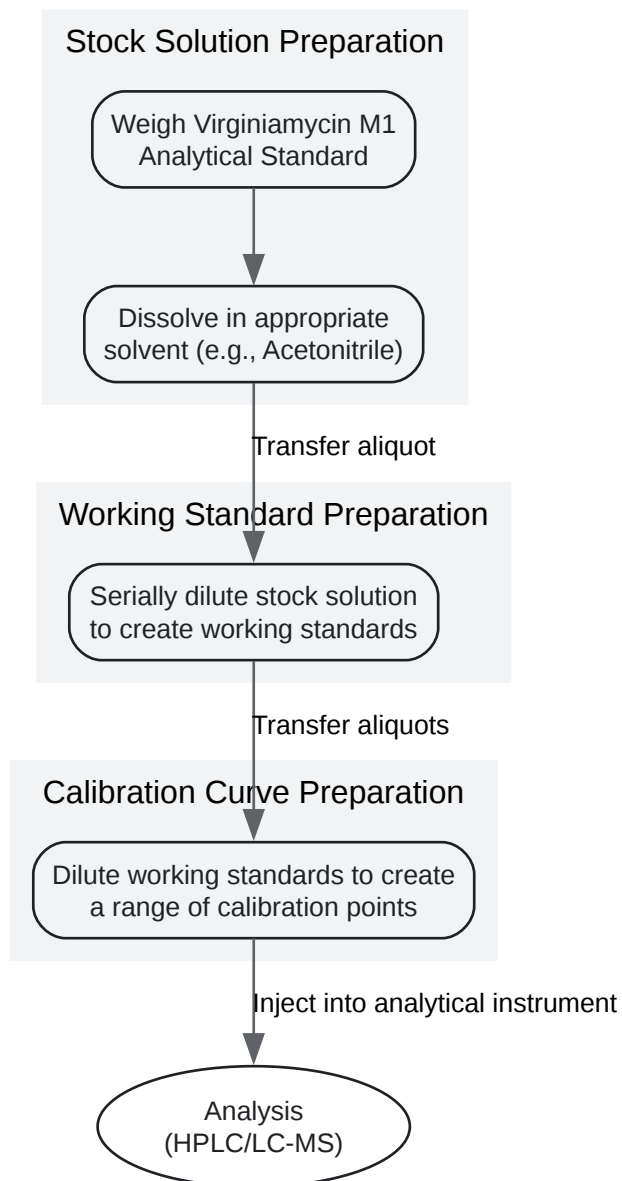 Stock Solution Preparation
Weigh Virginiamycin M1
Analytical Standard
Dissolve in appropriate
solvent (e.g., Acetonitrile)
Transfer aliquot
Working Standard Preparation
Serially dilute stock solution
to create working standards
Transfer aliquots
Calibration Curve Preparation
Dilute working standards to create
a range of calibration points
Inject into analytical instrument
Analysis
(HPLC/LC-MS)